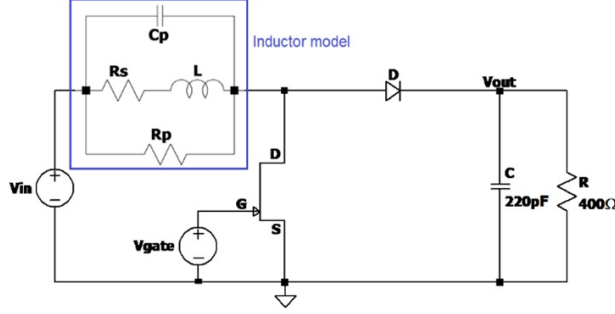 Cp
Inductor model
Rs L
Rp
D Vout
D
Vin
+
−
G
S
Vgate
+
−
C
220pF
R
400Ω